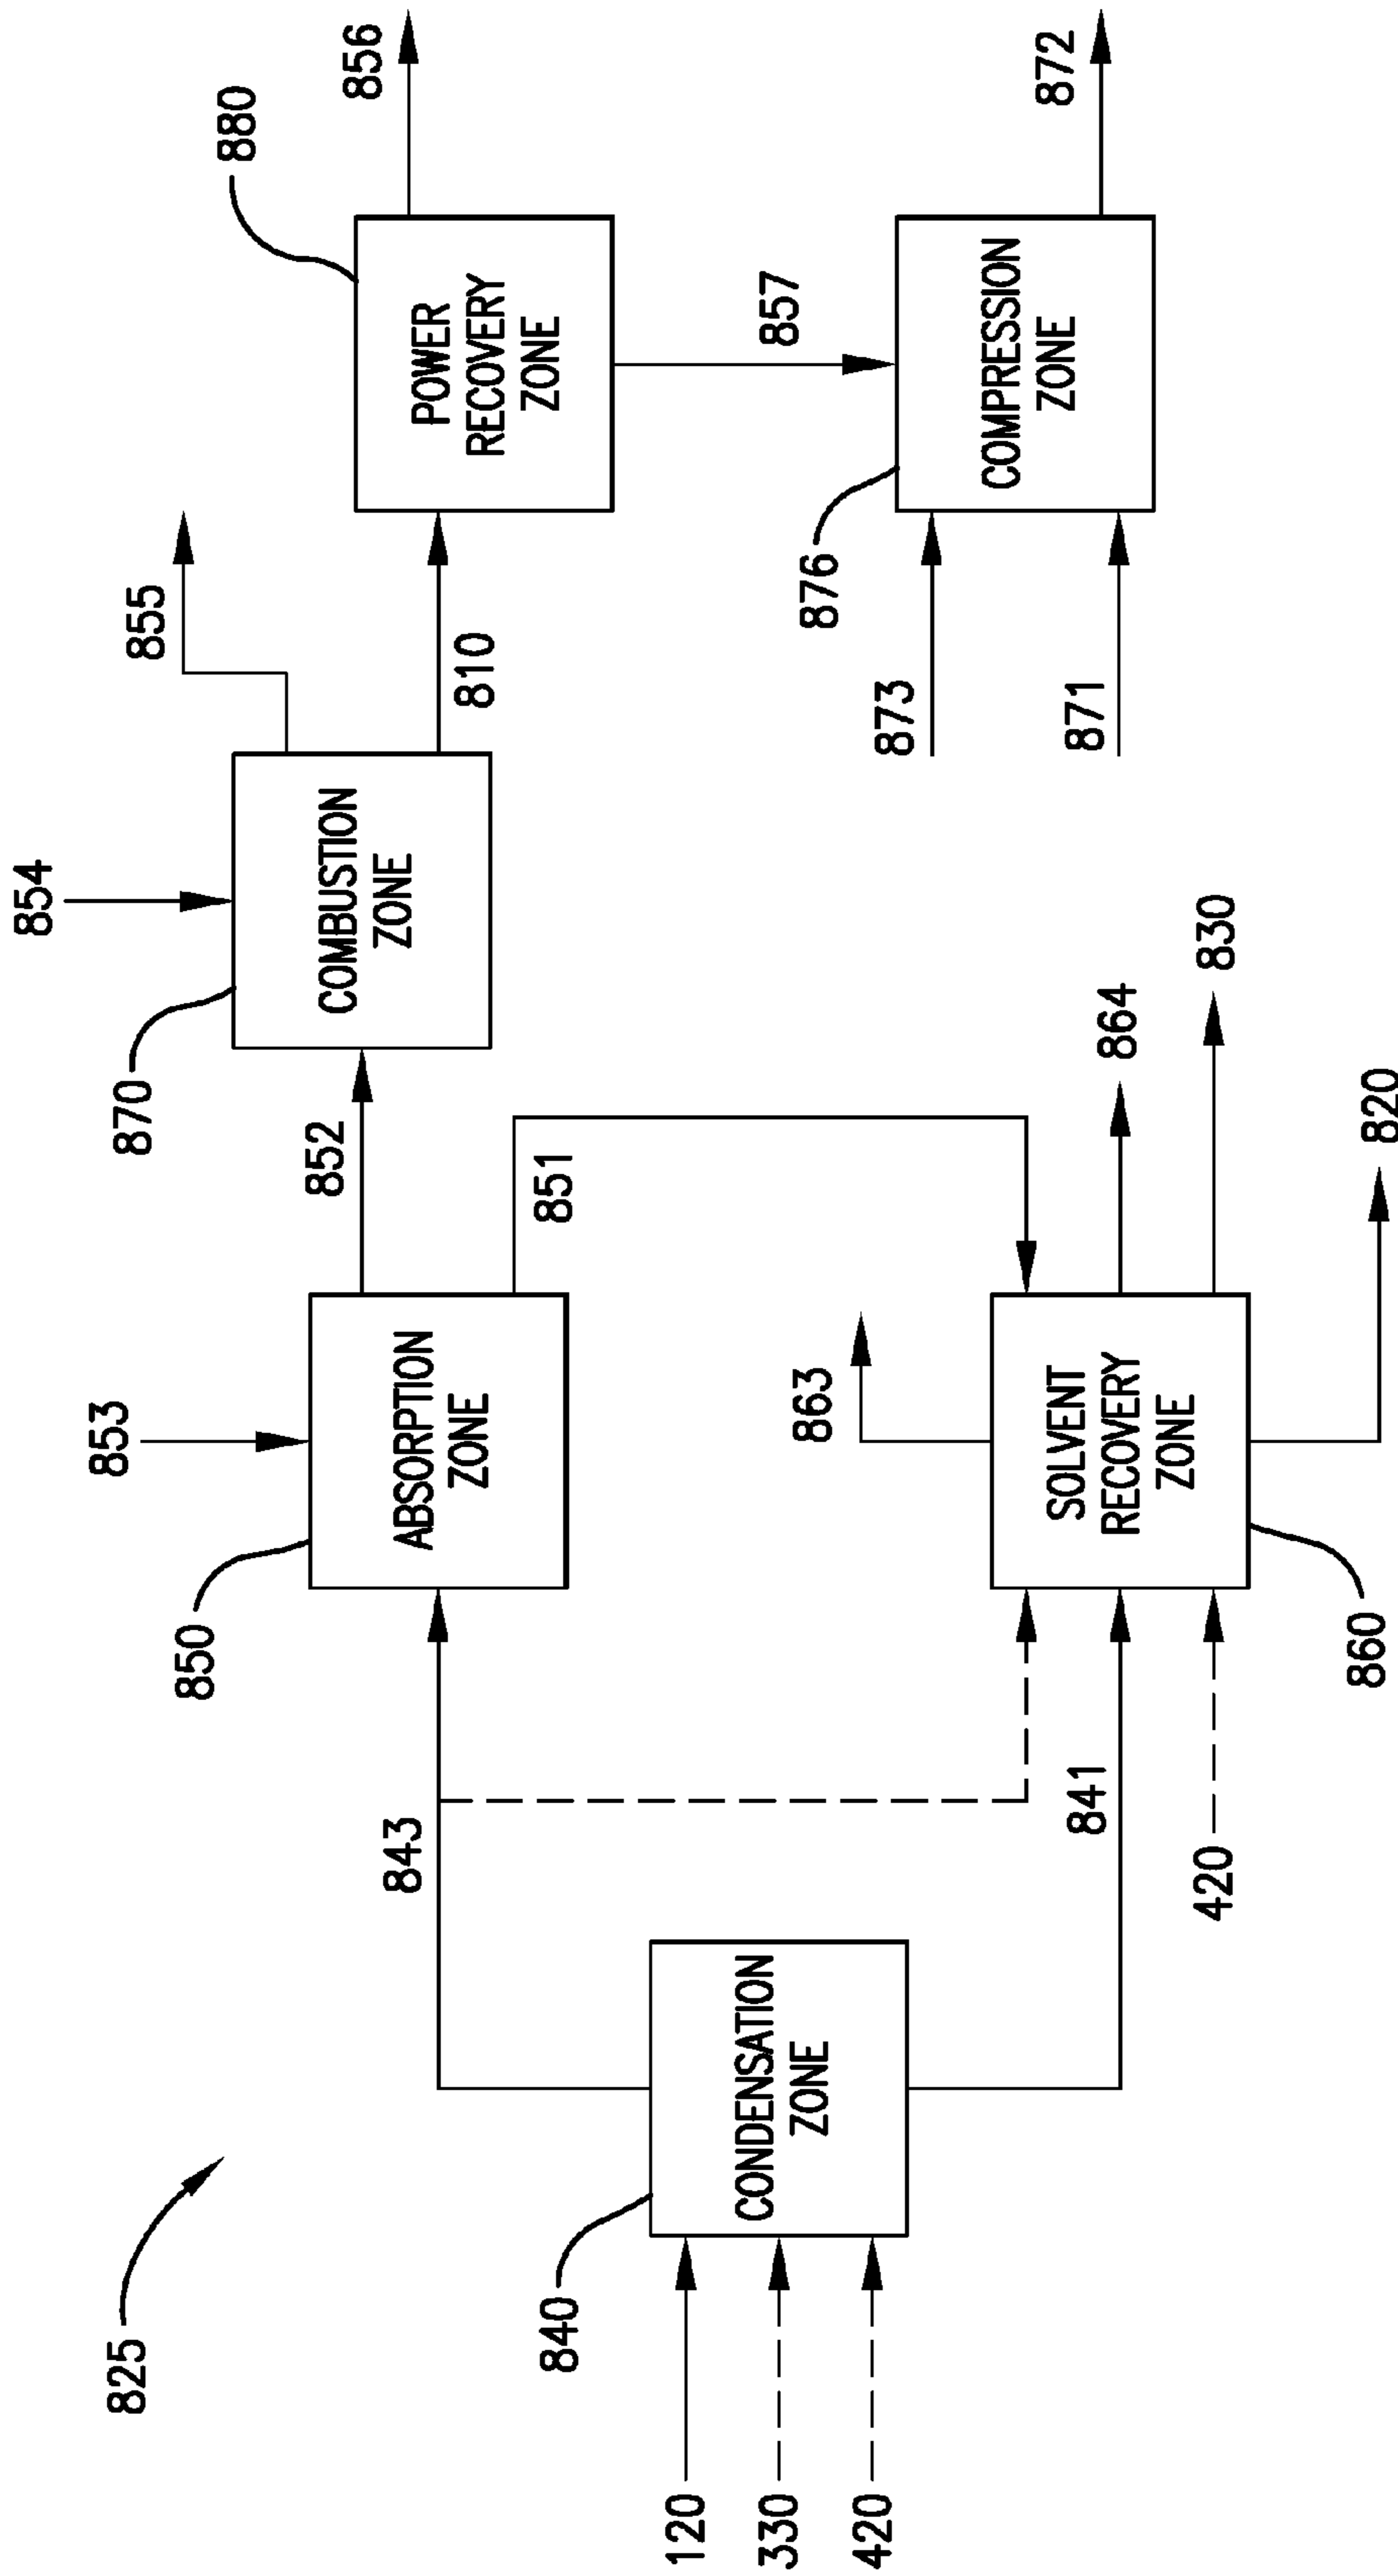 825
120
330
420
840
CONDENSATION
ZONE
843
841
420
850
853
ABSORPTION
ZONE
852
851
863
SOLVENT
RECOVERY
ZONE
860
864
830
820
870
854
COMBUSTION
ZONE
855
810
880
POWER
RECOVERY
ZONE
856
857
876
873
871
COMPRESSION
ZONE
872